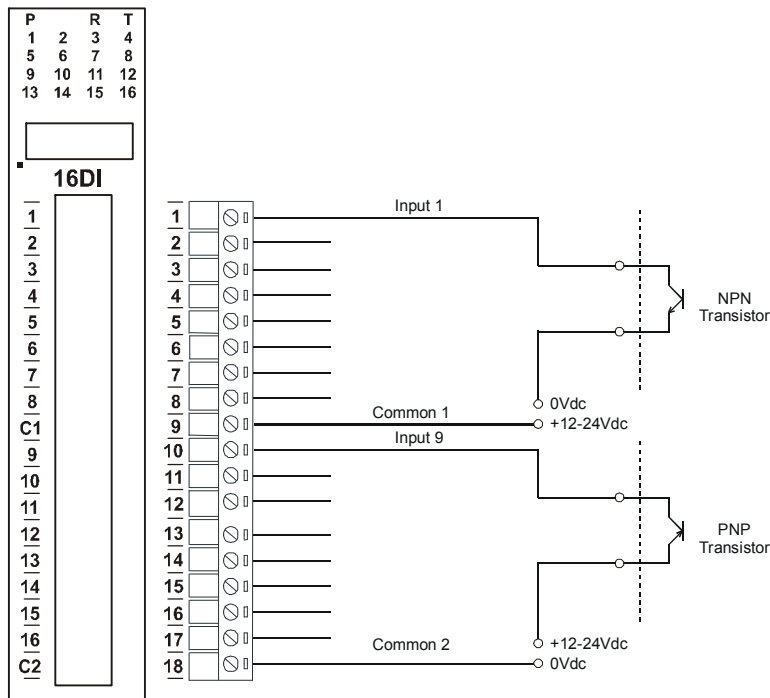 P R T
1 2 3 4
5 6 7 8
9 10 11 12
13 14 15 16
16DI
1
2
3
4
5
6
7
8
C1
9
10
11
12
13
14
15
16
C2
1
2
3
4
5
6
7
8
9
10
11
12
13
14
15
16
17
18
Input 1
NPN
Transistor
0Vdc
Common 1
+12-24Vdc
Input 9
PNP
Transistor
+12-24Vdc
Common 2
0Vdc